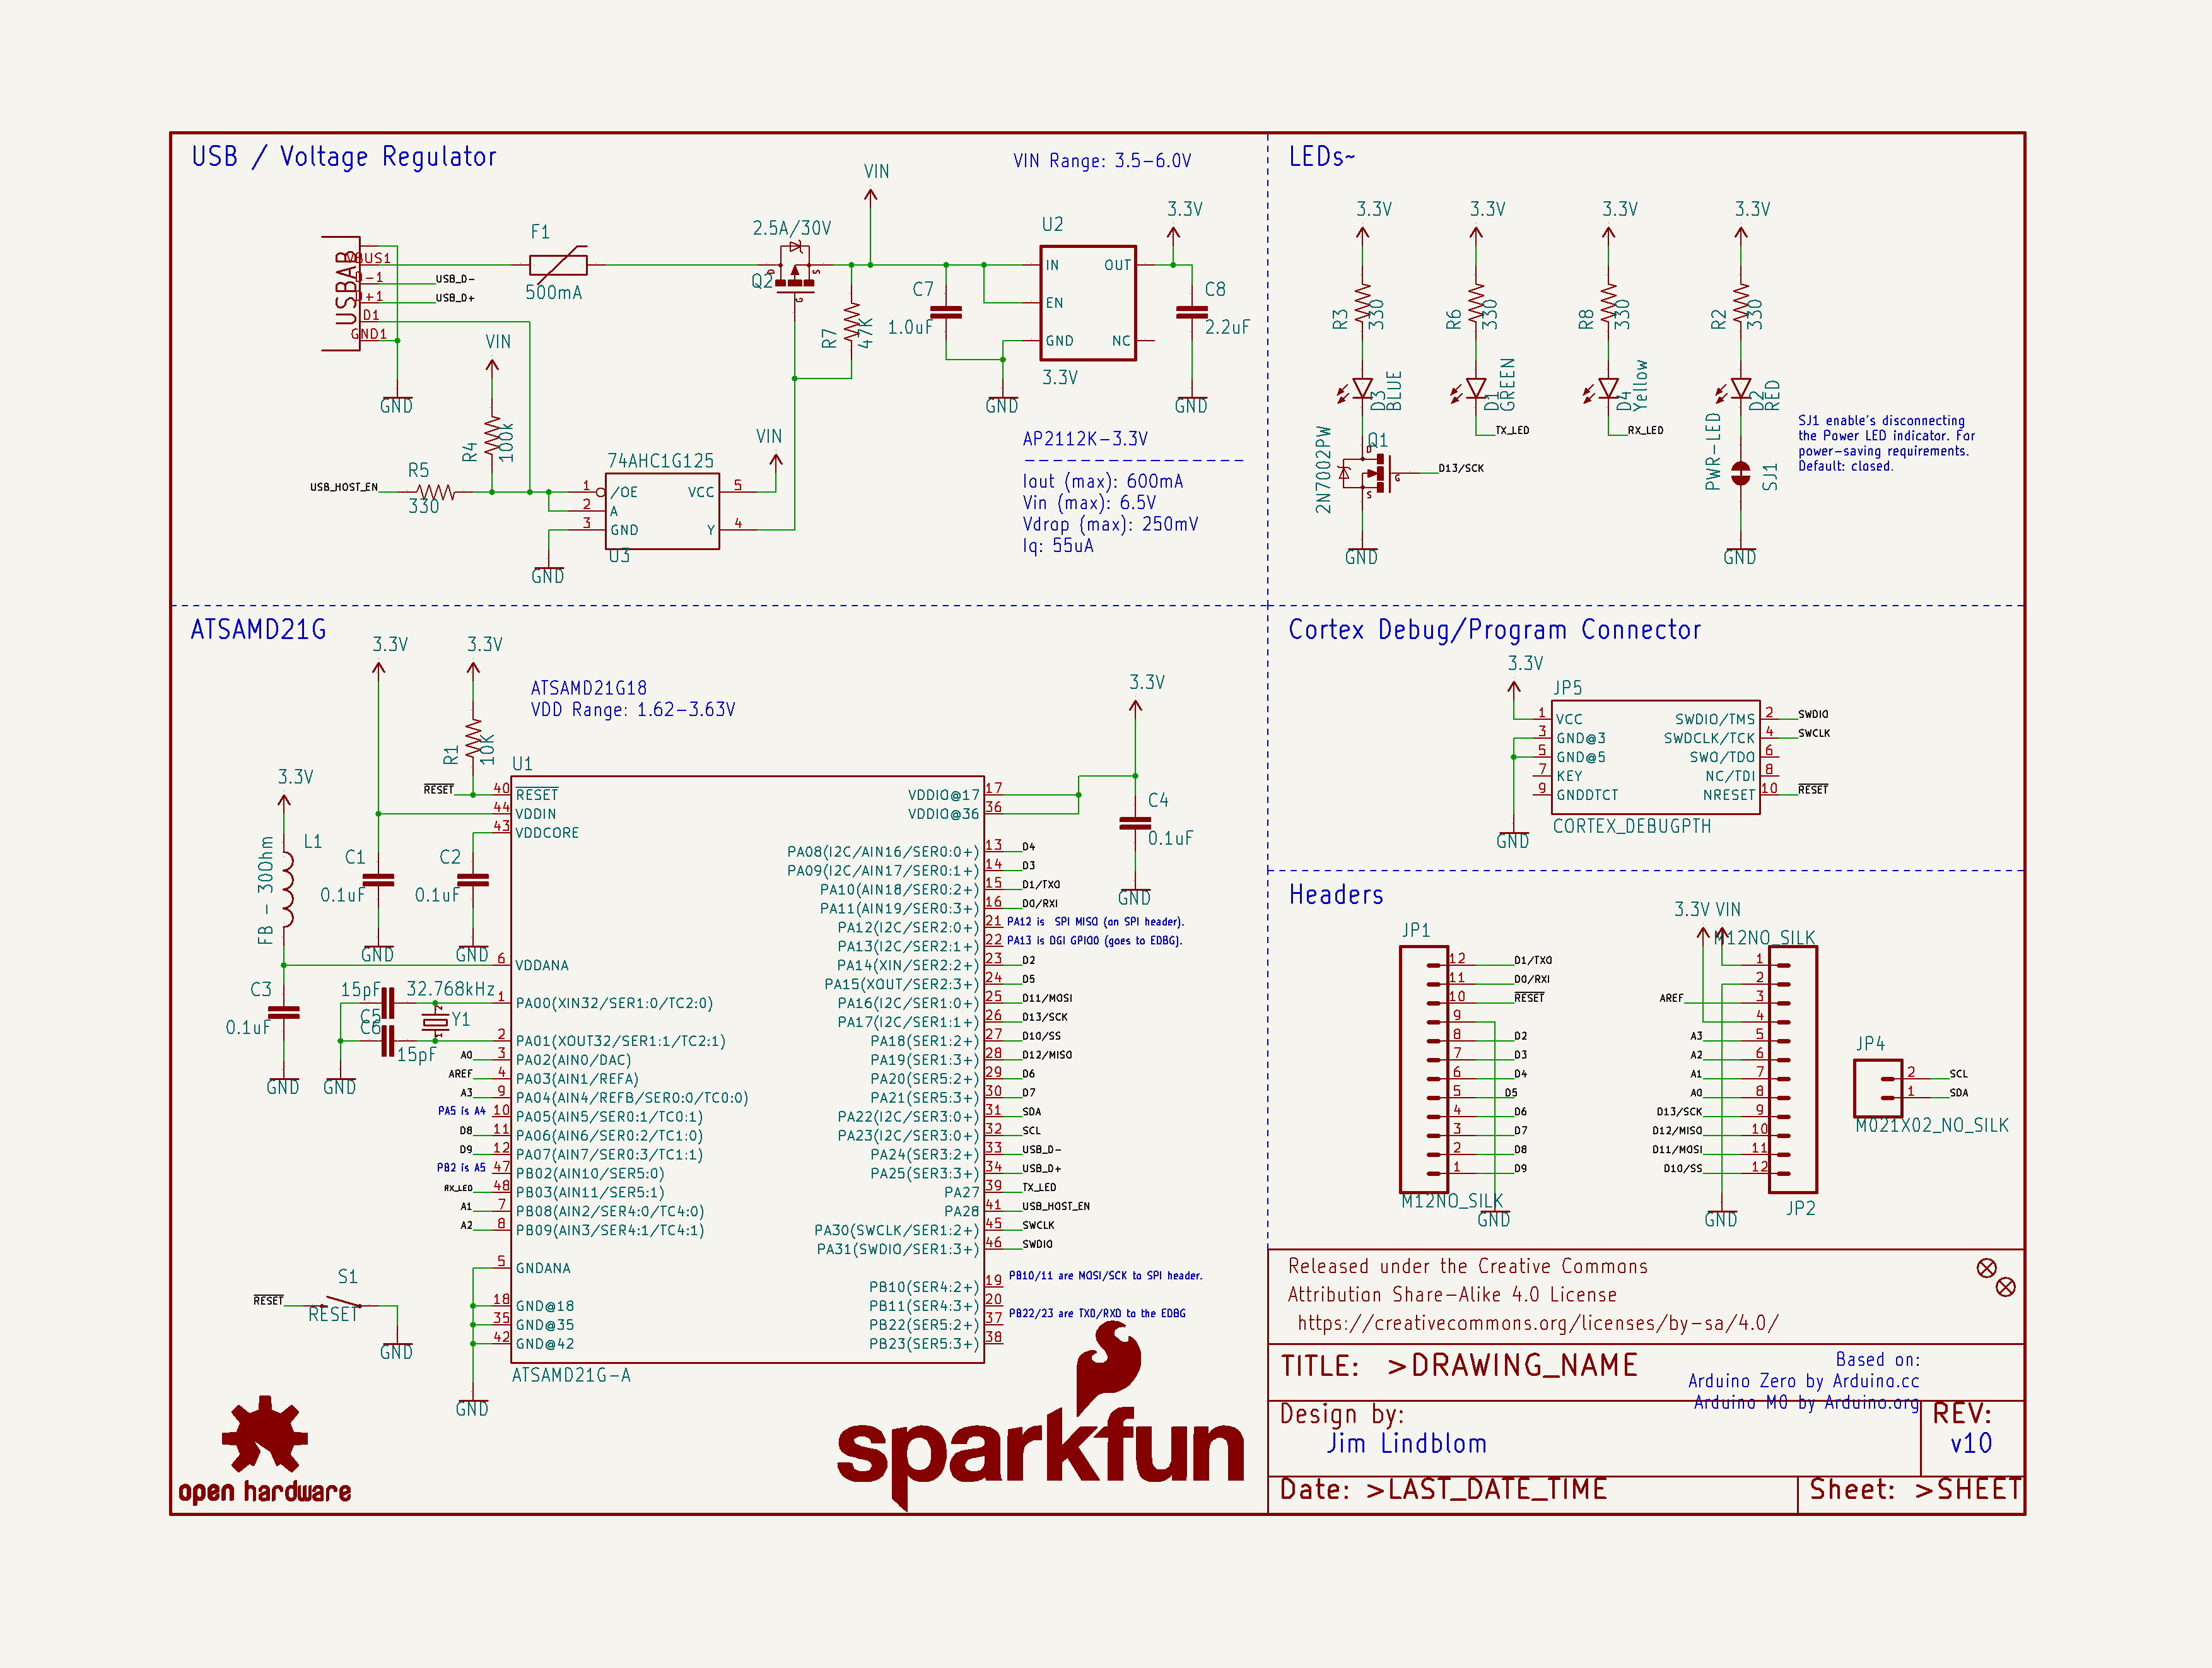 USB / Voltage Regulator
VIN Range: 3.5-6.0V
VIN
F1
500mA
2.5A/30V
Q2
USBAB
VBUS1
D-1
D+1
D1
GND1
USB_D-
USB_D+
GND
VIN
R4
100k
R5
330
USB_HOST_EN
74AHC1G125
1
2
3
/OE
A
GND
VCC
Y
5
4
U3
GND
VIN
R7
47K
C7
1.0uF
GND
U2
IN
EN
GND
OUT
NC
3.3V
3.3V
C8
2.2uF
GND
AP2112K-3.3V
Iout (max): 600mA
Vin (max): 6.5V
Vdrop (max): 250mV
Iq: 55uA
LEDs~
3.3V
3.3V
3.3V
3.3V
R3
330
R6
330
R8
330
R2
330
D3
BLUE
D1
GREEN
D4
Yellow
D2
RED
TX_LED
RX_LED
2N7002PW
Q1
D13/SCK
GND
PWR-LED
SJ1
GND
SJ1 enable's disconnecting
the Power LED indicator. For
power-saving requirements.
Default: closed.
ATSAMD21G
3.3V
3.3V
ATSAMD21G18
VDD Range: 1.62-3.63V
3.3V
R1
10K
U1
3.3V
L1
FB - 30Ohm
C1
0.1uF
GND
C2
0.1uF
GND
C3
0.1uF
GND
15pF
C5
C6
15pF
GND
32.768kHz
Y1
C4
0.1uF
GND
RESET 40 RESET
44 VDDIN
43 VDDCORE
6 VDDANA
1 PA00(XIN32/SER1:0/TC2:0)
2 PA01(XOUT32/SER1:1/TC2:1)
A0 3 PA02(AIN0/DAC)
AREF 4 PA03(AIN1/REFA)
A3 9 PA04(AIN4/REFB/SER0:0/TC0:0)
PA5 is A4 10 PA05(AIN5/SER0:1/TC0:1)
D8 11 PA06(AIN6/SER0:2/TC1:0)
D9 12 PA07(AIN7/SER0:3/TC1:1)
PB2 is A5 47 PB02(AIN10/SER5:0)
RX_LED 48 PB03(AIN11/SER5:1)
A1 7 PB08(AIN2/SER4:0/TC4:0)
A2 8 PB09(AIN3/SER4:1/TC4:1)
5 GNDANA
18 GND@18
35 GND@35
42 GND@42
GND
ATSAMD21G-A
VDDIO@17 17
VDDIO@36 36
PA08(I2C/AIN16/SER0:0+) 13 D4
PA09(I2C/AIN17/SER0:1+) 14 D3
PA10(AIN18/SER0:2+) 15 D1/TXO
PA11(AIN19/SER0:3+) 16 D0/RXI
PA12(I2C/SER2:0+) 21 PA12 is SPI MISO (on SPI header).
PA13(I2C/SER2:1+) 22 PA13 is DGI GPIO0 (goes to EDBG).
PA14(XIN/SER2:2+) 23 D2
PA15(XOUT/SER2:3+) 24 D5
PA16(I2C/SER1:0+) 25 D11/MOSI
PA17(I2C/SER1:1+) 26 D13/SCK
PA18(SER1:2+) 27 D10/SS
PA19(SER1:3+) 28 D12/MISO
PA20(SER5:2+) 29 D6
PA21(SER5:3+) 30 D7
PA22(I2C/SER3:0+) 31 SDA
PA23(I2C/SER3:0+) 32 SCL
PA24(SER3:2+) 33 USB_D-
PA25(SER3:3+) 34 USB_D+
PA27 39 TX_LED
PA28 41 USB_HOST_EN
PA30(SWCLK/SER1:2+) 45 SWCLK
PA31(SWDIO/SER1:3+) 46 SWDIO
PB10(SER4:2+) 19 PB10/11 are MOSI/SCK to SPI header.
PB11(SER4:3+) 20
PB22(SER5:2+) 37 PB22/23 are TXD/RXD to the EDBG
PB23(SER5:3+) 38
RESET
S1
RESET
GND
open hardware
sparkfun
Cortex Debug/Program Connector
3.3V
JP5
1 VCC
3 GND@3
5 GND@5
7 KEY
9 GNDDTCT
SWDIO/TMS 2 SWDIO
SWDCLK/TCK 4 SWCLK
SWO/TDO 6
NC/TDI 8
NRESET 10 RESET
GND
CORTEX_DEBUGPTH
Headers
JP1
12 D1/TXO
11 D0/RXI
10 RESET
9
8 D2
7 D3
6 D4
5 D5
4 D6
3 D7
2 D8
1 D9
M12NO_SILK
GND
3.3V VIN
M12NO_SILK
1
2
AREF 3
4
A3 5
A2 6
A1 7
A0 8
D13/SCK 9
D12/MISO 10
D11/MOSI 11
D10/SS 12
GND
JP2
JP4
2 SCL
1 SDA
M021X02_NO_SILK
Released under the Creative Commons
Attribution Share-Alike 4.0 License
https://creativecommons.org/licenses/by-sa/4.0/
TITLE: >DRAWING_NAME
Based on:
Arduino Zero by Arduino.cc
Arduino M0 by Arduino.org
Design by:
Jim Lindblom
REV:
v10
Date: >LAST_DATE_TIME
Sheet: >SHEET